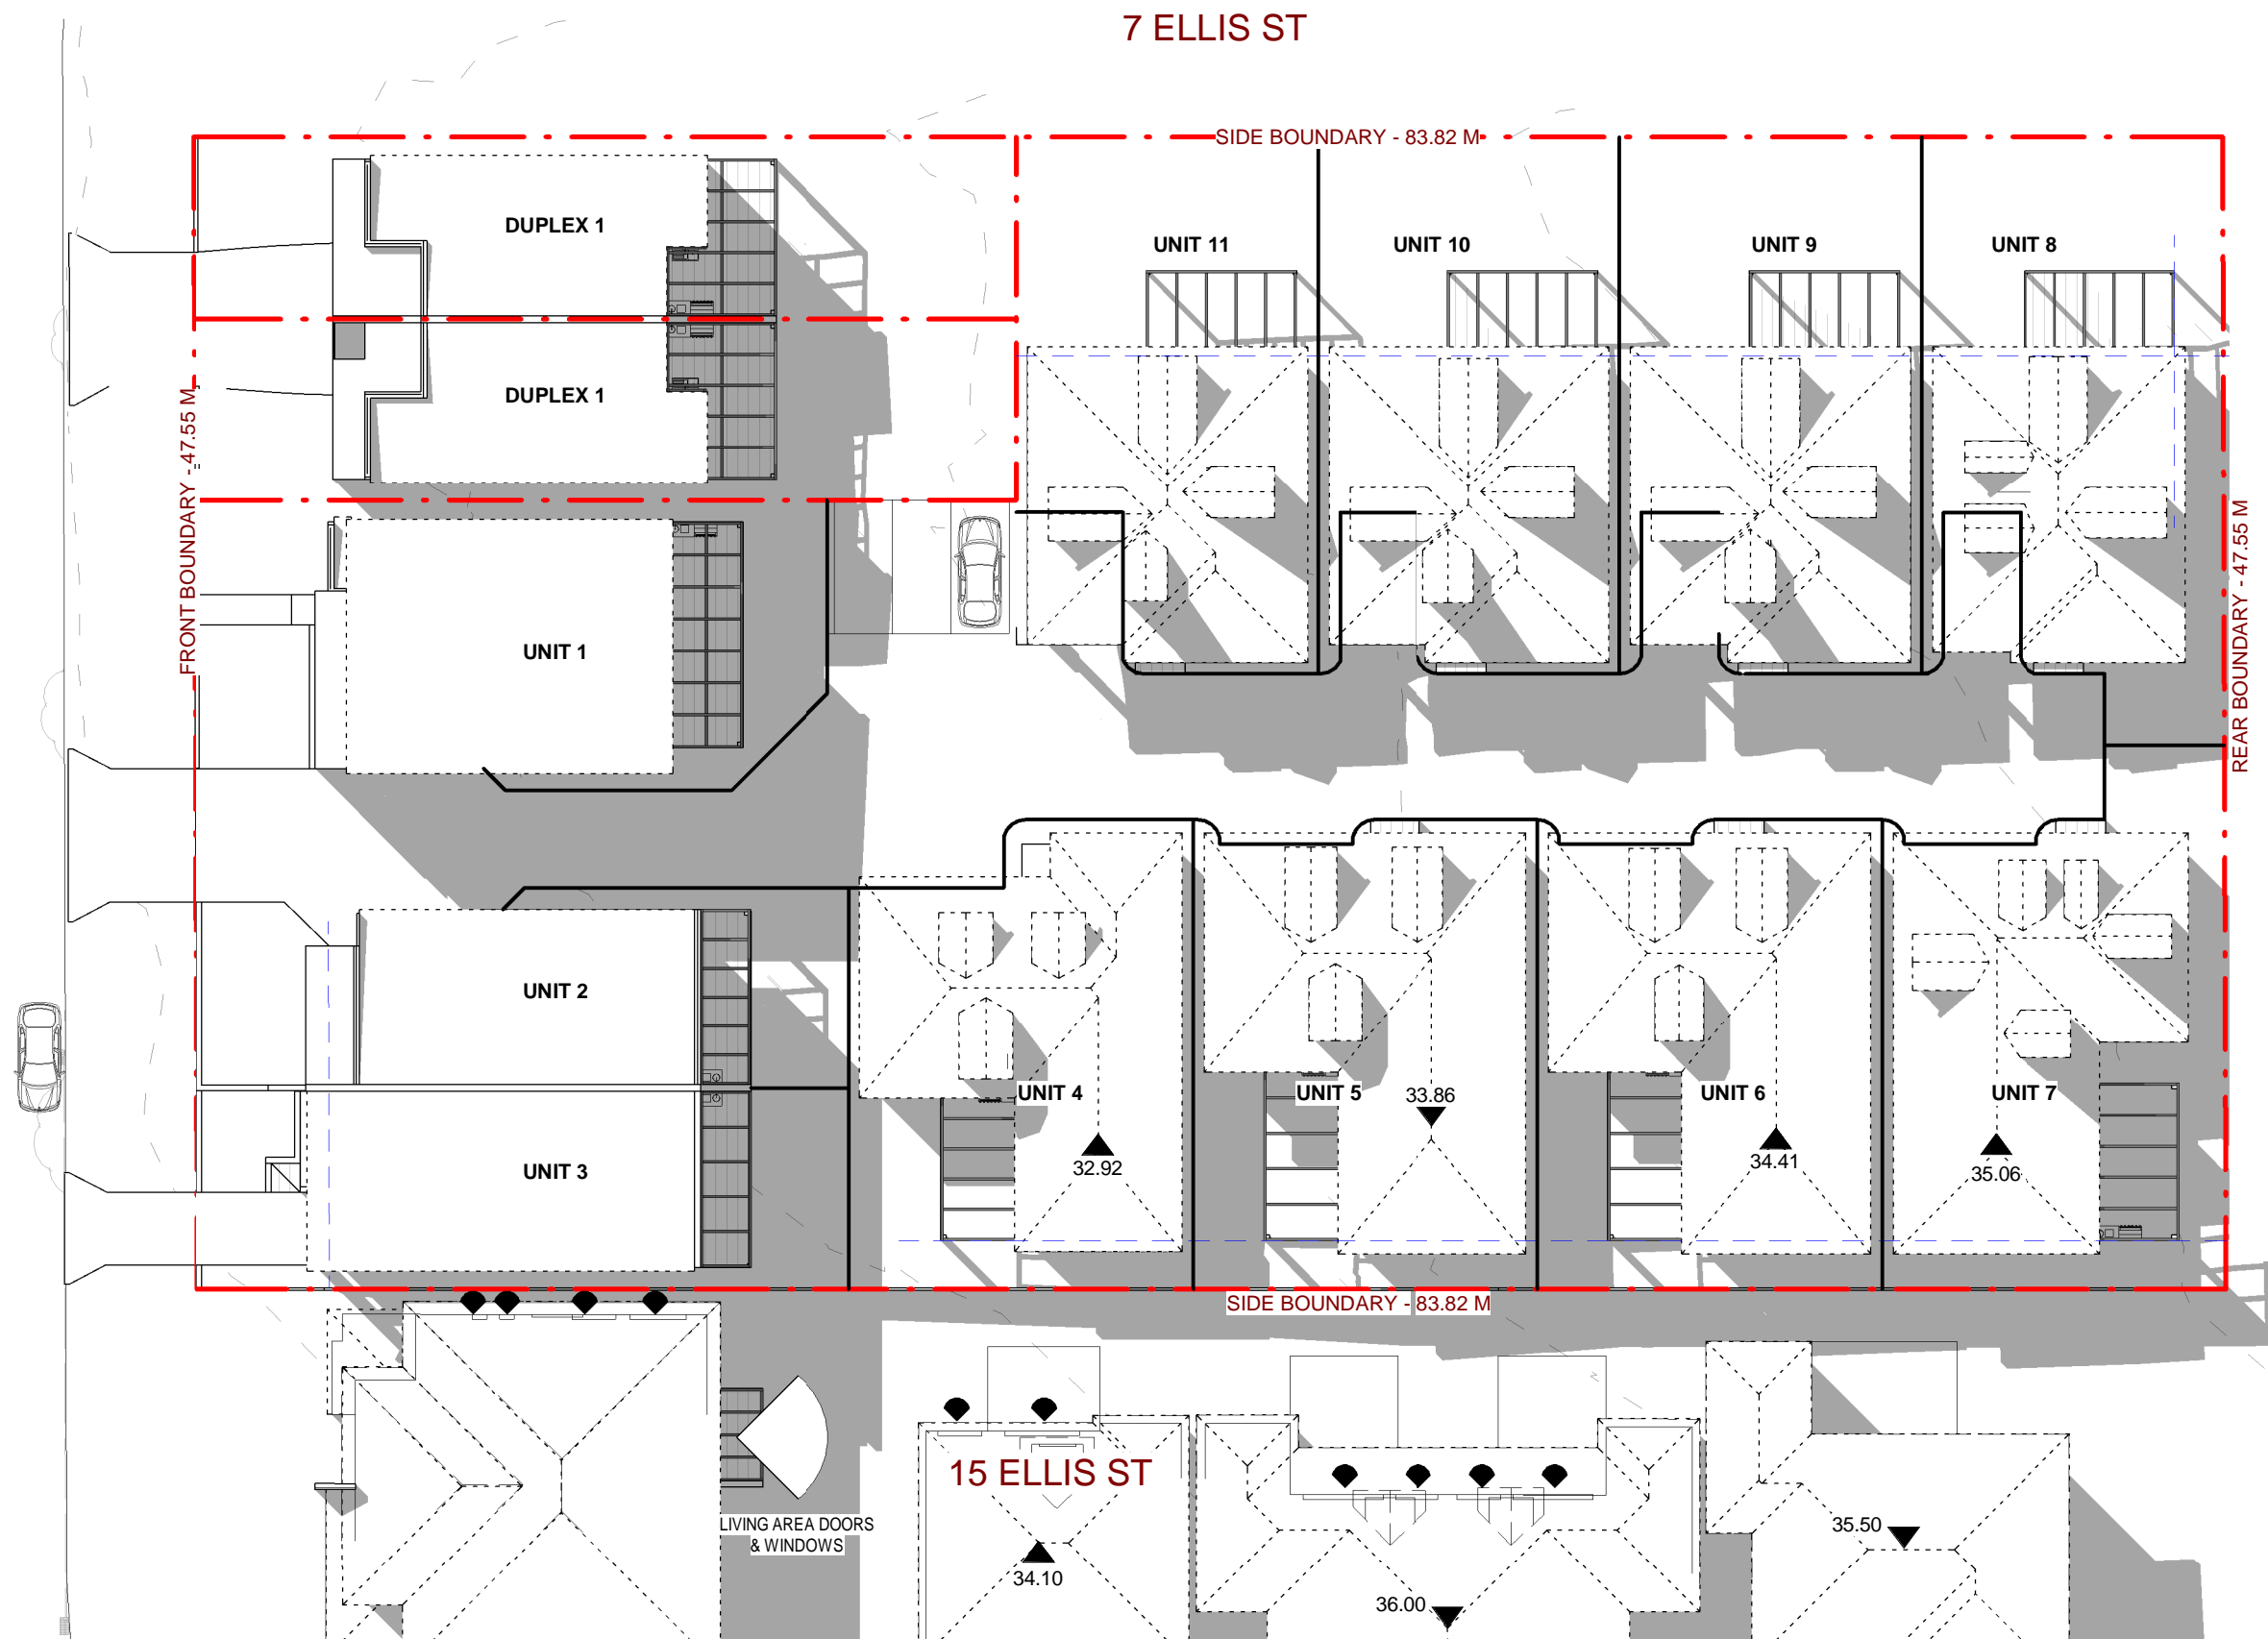 7 ELLIS ST
SIDE BOUNDARY - 83.82 M
DUPLEX 1
UNIT 11
UNIT 10
UNIT 9
UNIT 8
DUPLEX 1
FRONT BOUNDARY - 47.55 M
REAR BOUNDARY - 47.55 M
UNIT 1
UNIT 2
UNIT 4
UNIT 5
33.86
UNIT 6
UNIT 7
UNIT 3
32.92
34.41
35.06
SIDE BOUNDARY - 83.82 M
15 ELLIS ST
LIVING AREA DOORS
& WINDOWS
34.10
36.00
35.50